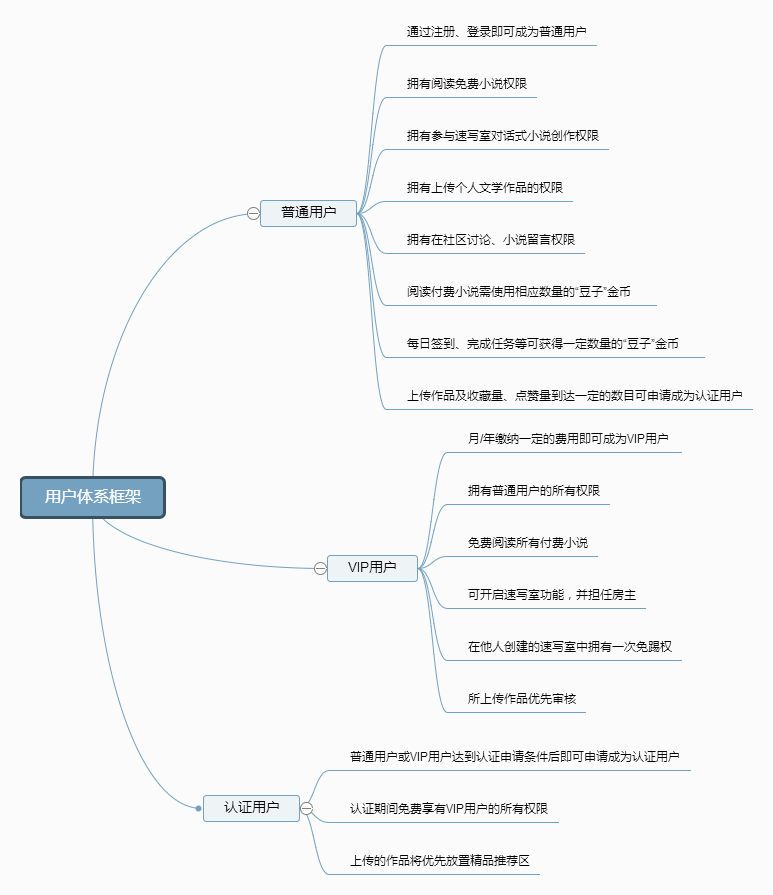 通过注册、登录即可成为普通用户
拥有阅读免费小说权限
拥有参与速写室对话式小说创作权限
拥有上传个人文学作品的权限
普通用户
拥有在社区讨论、小说留言权限
阅读付费小说需使用相应数量的“豆子”金币
每日签到、完成任务等可获得一定数量的“豆子”金币
上传作品及收藏量、点赞量到达一定的数目可申请成为认证用户
用户体系框架
月/年缴纳一定的费用即可成为VIP用户
拥有普通用户的所有权限
免费阅读所有付费小说
VIP用户
可开启速写室功能，并担任房主
在他人创建的速写室中拥有一次免踢权
所上传作品优先审核
普通用户或VIP用户达到认证申请条件后即可申请成为认证用户
认证用户
认证期间免费享有VIP用户的所有权限
上传的作品将优先放置精品推荐区